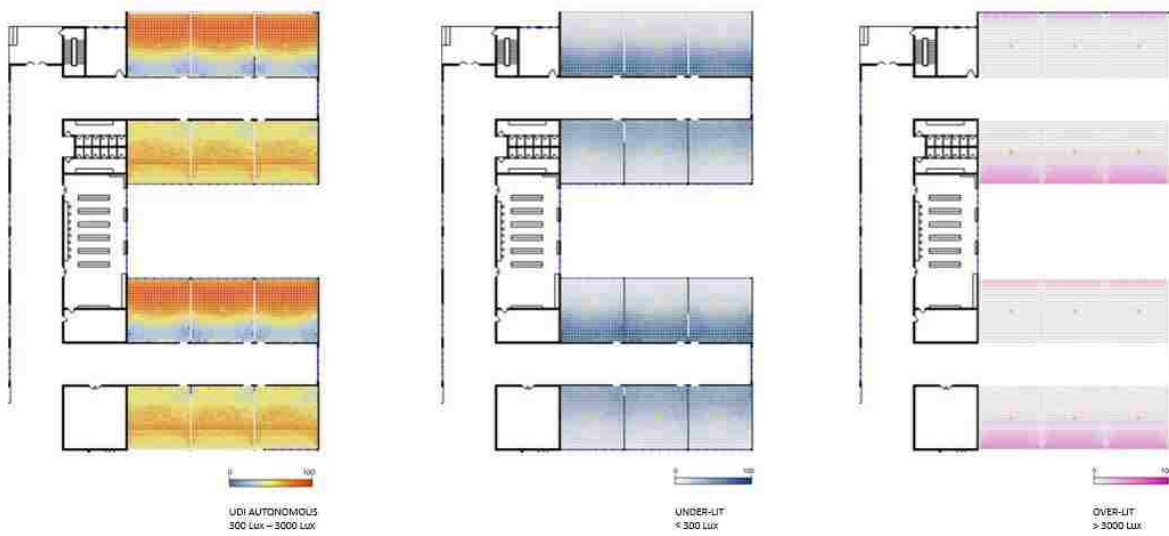 0 100
UDI AUTONOMOUS
300 Lux – 3000 Lux
0 100
UNDER-LIT
< 300 Lux
0 10
OVER-LIT
> 3000 Lux